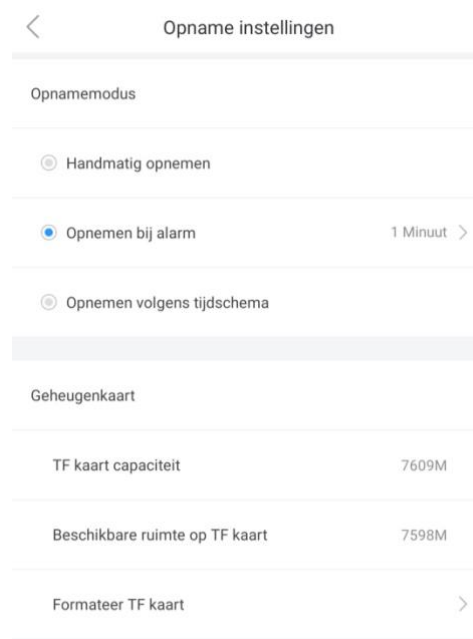 Opname instellingen
Opnamemodus
Handmatig opnemen
Opnemen bij alarm 1 Minuut
Opnemen volgens tijdschema
Geheugenkaart
TF kaart capaciteit 7609M
Beschikbare ruimte op TF kaart 7598M
Formateer TF kaart